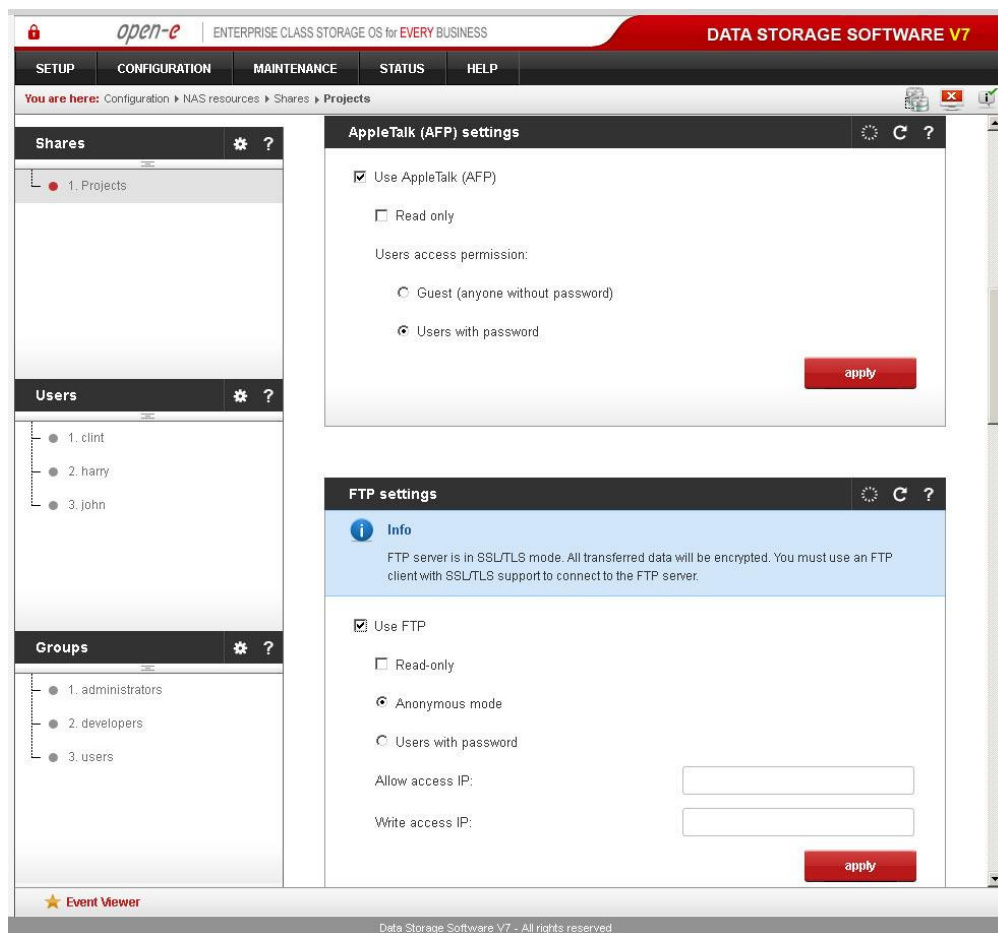 open-e ENTERPRISE CLASS STORAGE OS for EVERY BUSINESS
DATA STORAGE SOFTWARE V7
SETUP CONFIGURATION MAINTENANCE STATUS HELP
You are here: Configuration NAS resources Shares Projects
Shares ?
1. Projects
Users ?
1. clint
2. harry
3. john
Groups ?
1. administrators
2. developers
3. users
AppleTalk (AFP) settings ?
Use AppleTalk (AFP)
Read only
Users access permission:
Guest (anyone without password)
Users with password
apply
FTP settings ?
Info
FTP server is in SSL/TLS mode. All transferred data will be encrypted. You must use an FTP
client with SSL/TLS support to connect to the FTP server.
Use FTP
Read-only
Anonymous mode
Users with password
Allow access IP:
Write access IP:
apply
Event Viewer
Data Storage Software V7 - All rights reserved